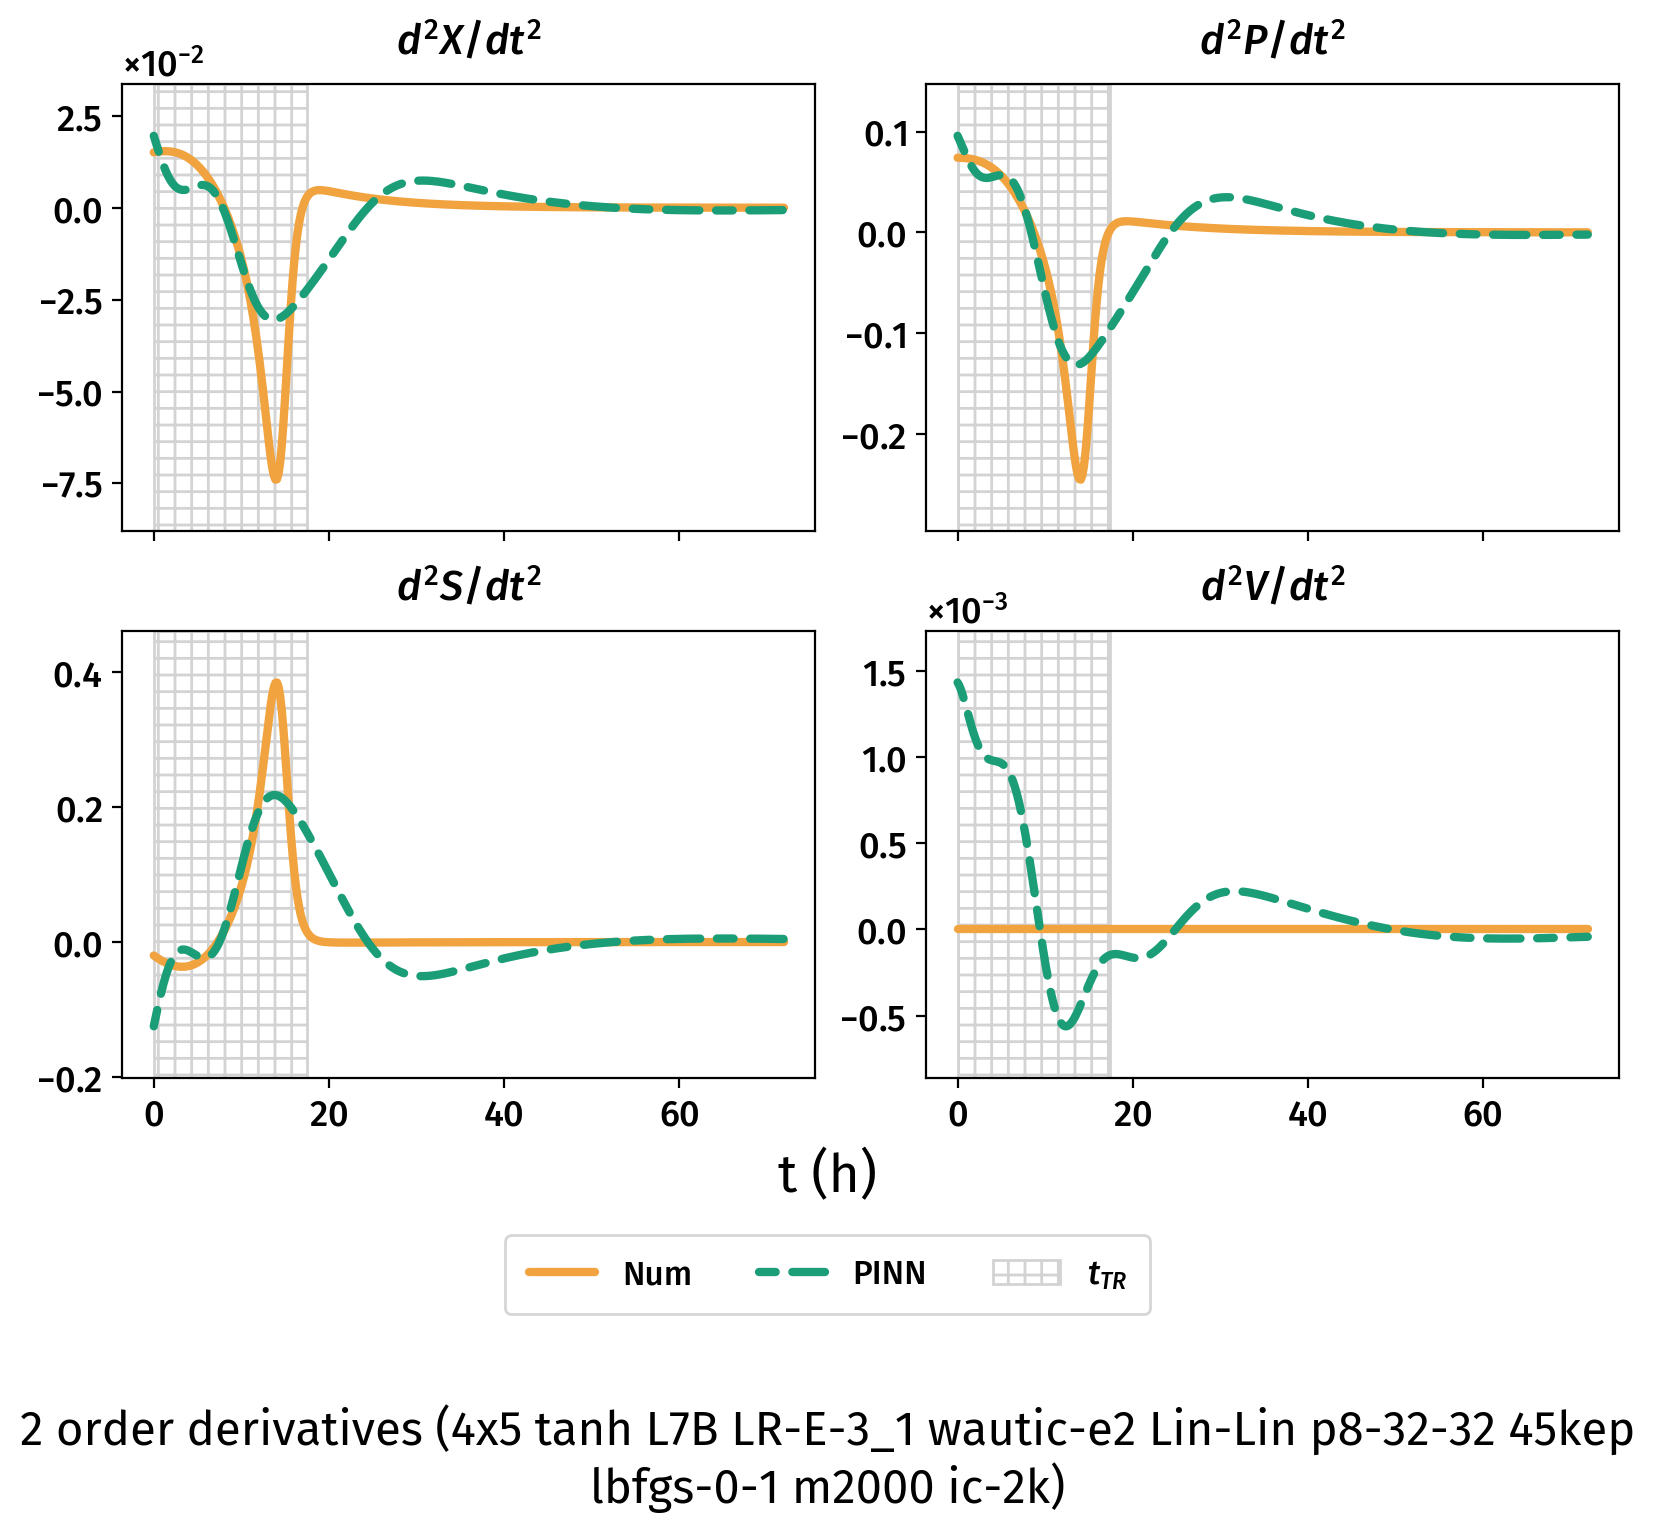 d²X/dt²
×10⁻²
2.5
0.0
−2.5
−5.0
−7.5
d²P/dt²
0.1
0.0
−0.1
−0.2
d²S/dt²
0.4
0.2
0.0
−0.2
0 20 40 60
d²V/dt²
×10⁻³
1.5
1.0
0.5
0.0
−0.5
0 20 40 60
t (h)
Num PINN t_TR
2 order derivatives (4x5 tanh L7B LR-E-3_1 wautic-e2 Lin-Lin p8-32-32 45kep
lbfgs-0-1 m2000 ic-2k)